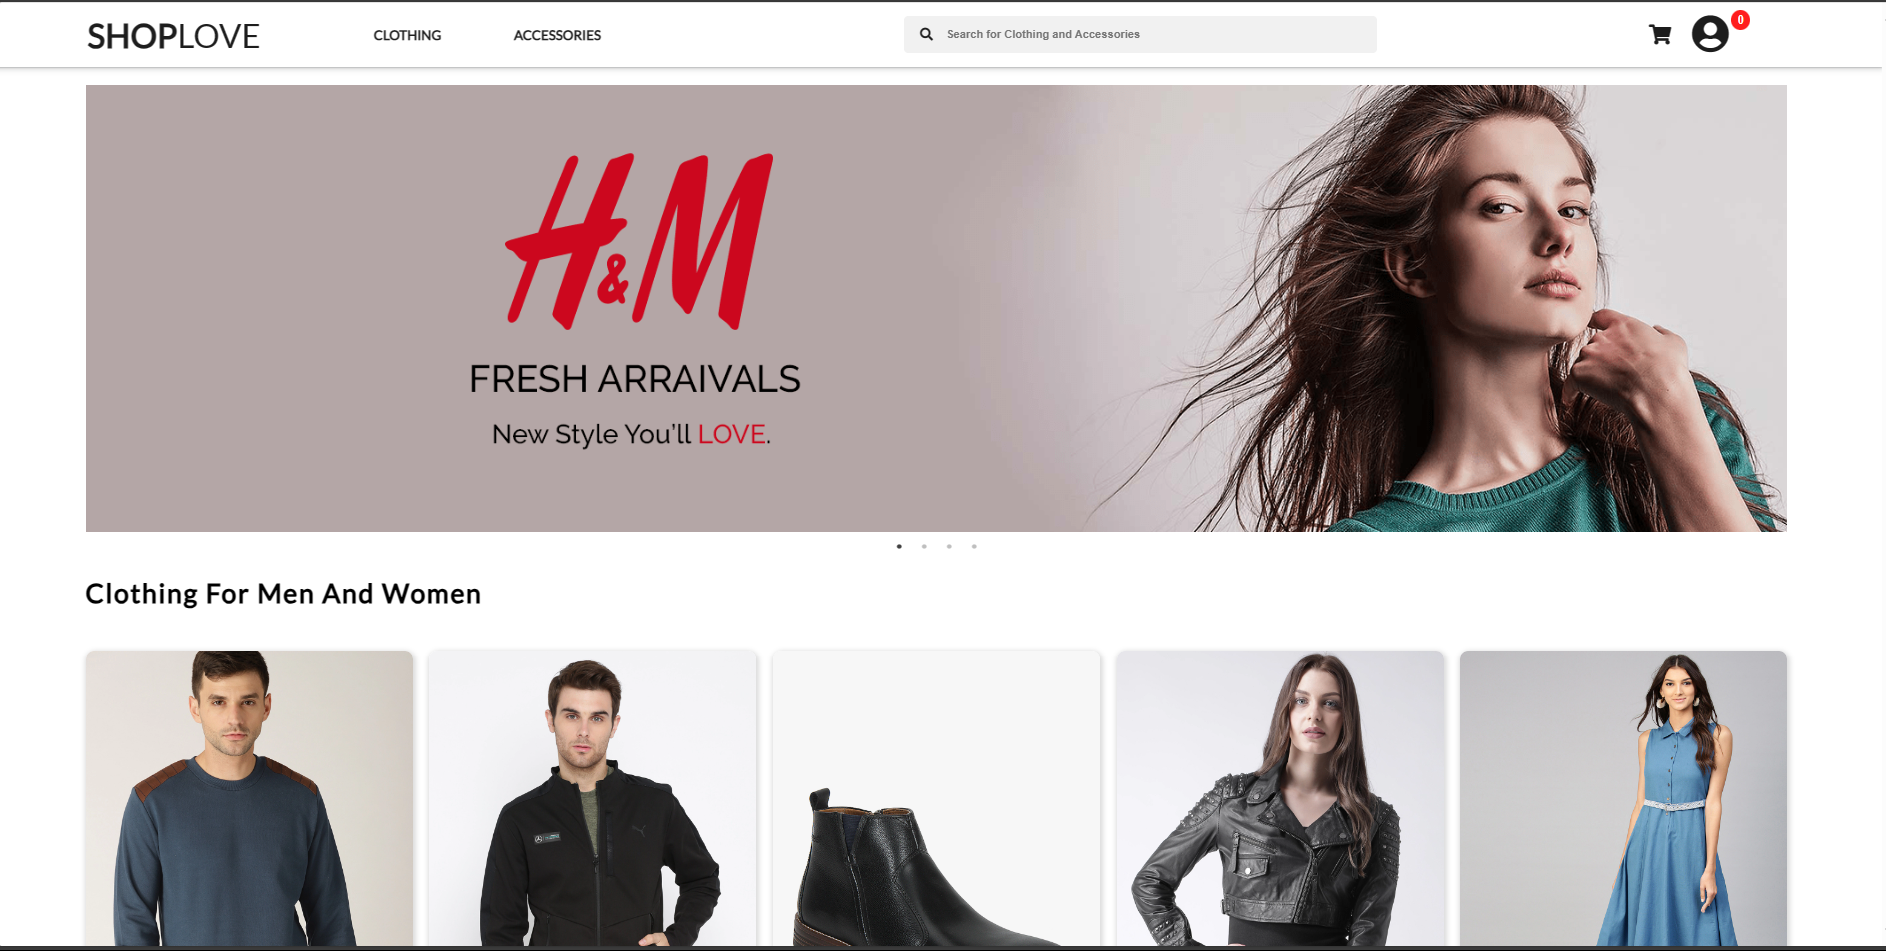 SHOPLOVE
CLOTHING
ACCESSORIES
Search for Clothing and Accessories
0
H&M
FRESH ARRAIVALS
New Style You'll LOVE.
Clothing For Men And Women